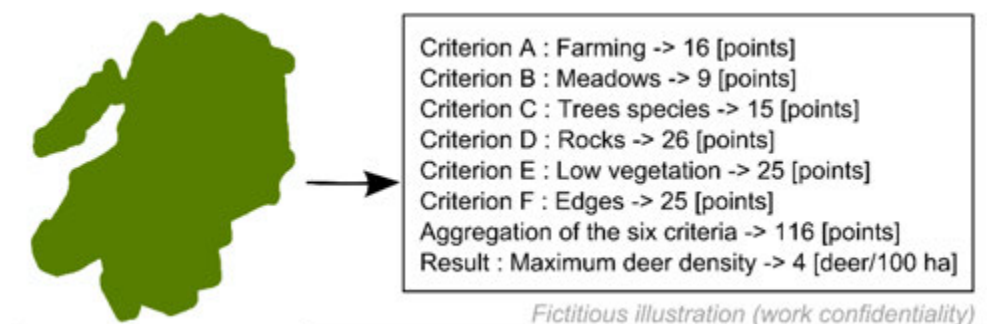 Criterion A : Farming -> 16 [points]
Criterion B : Meadows -> 9 [points]
Criterion C : Trees species -> 15 [points]
Criterion D : Rocks -> 26 [points]
Criterion E : Low vegetation -> 25 [points]
Criterion F : Edges -> 25 [points]
Aggregation of the six criteria -> 116 [points]
Result : Maximum deer density -> 4 [deer/100 ha]
Fictitious illustration (work confidentiality)